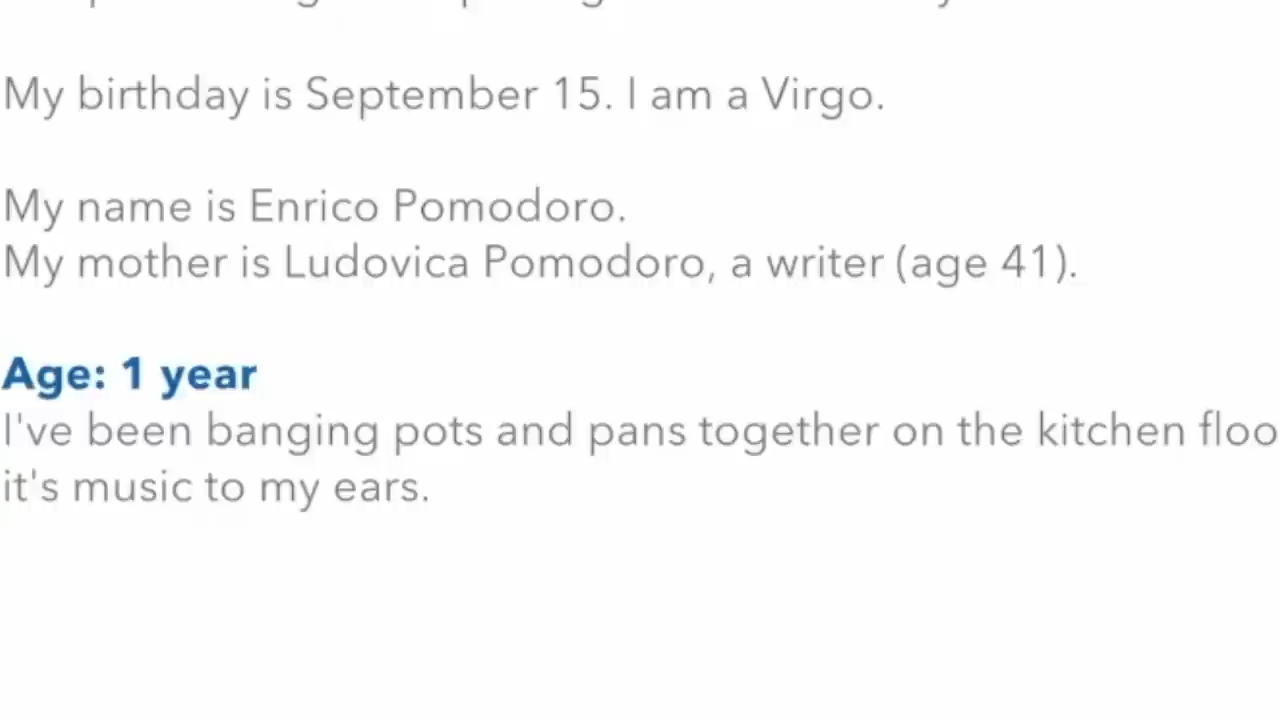 My birthday is September 15. I am a Virgo.
My name is Enrico Pomodoro.
My mother is Ludovica Pomodoro, a writer (age 41).
Age: 1 year
I've been banging pots and pans together on the kitchen floo
it's music to my ears.